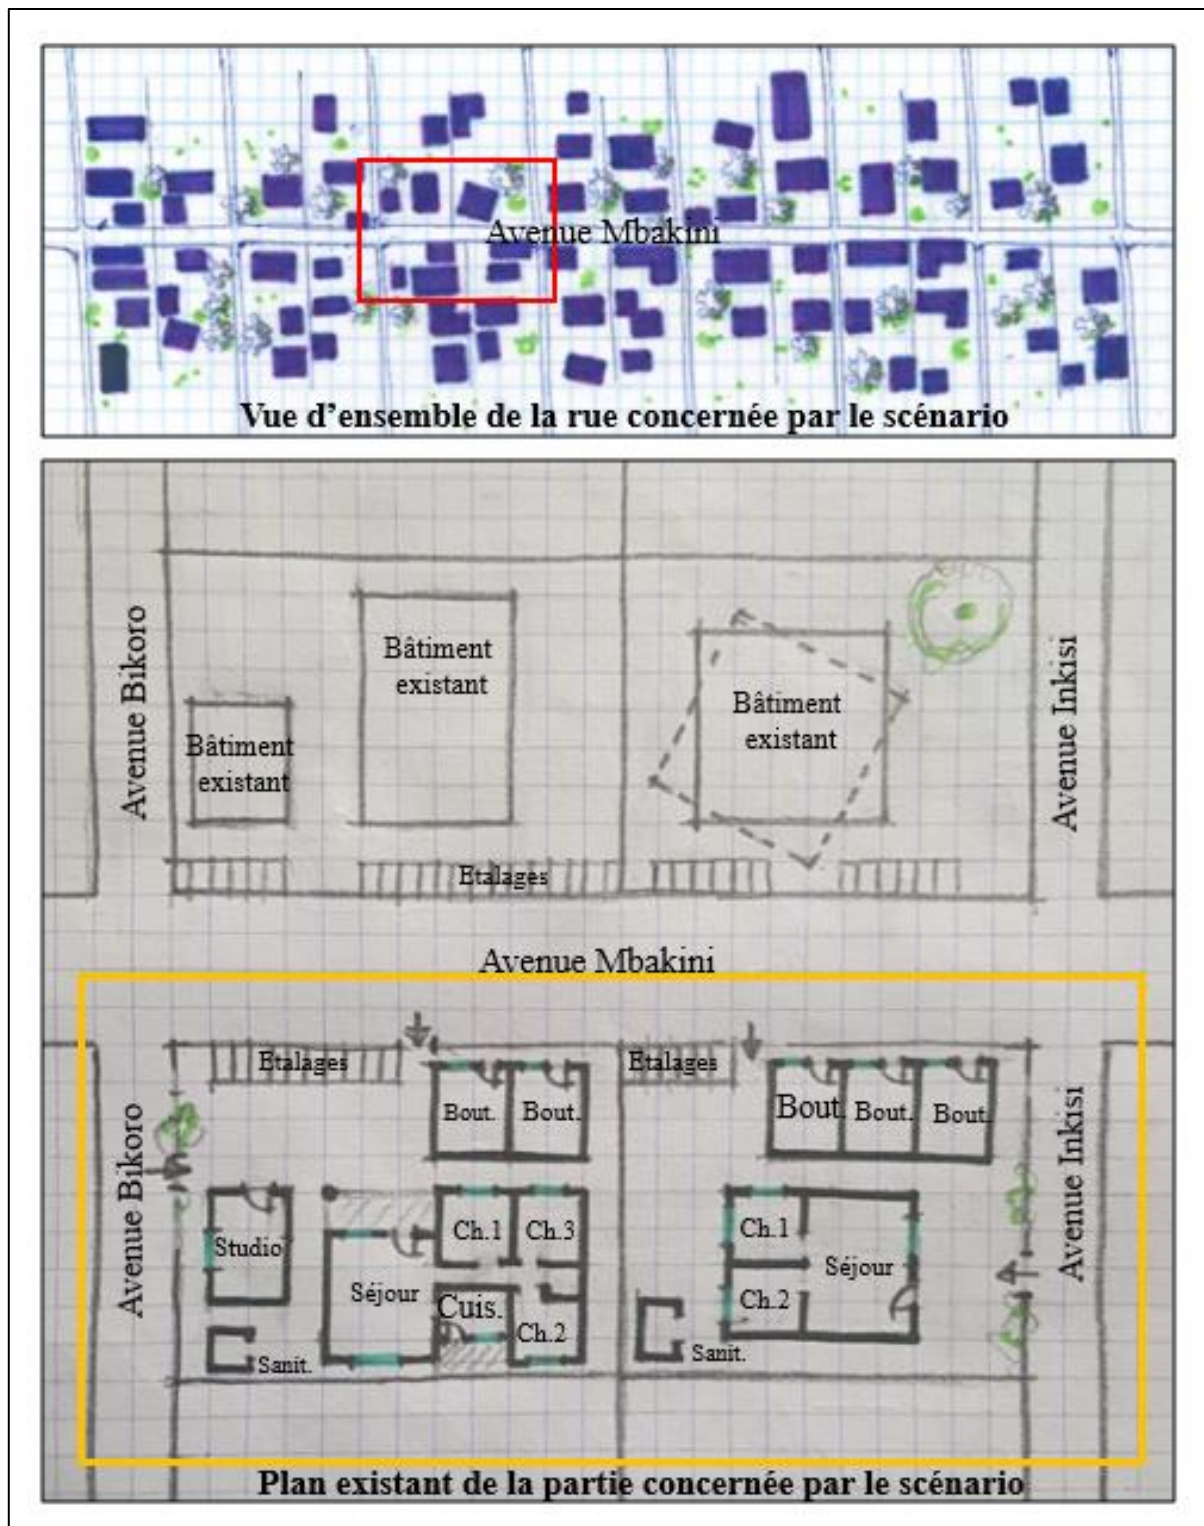 Avenue Mbakini
Vue d’ensemble de la rue concernée par le scénario
Avenue Bikoro
Bâtiment
existant
Bâtiment
existant
Bâtiment
existant
Avenue Inkisi
Etalages
Avenue Mbakini
Etalages
Bout.
Bout.
Etalages
Bout.
Bout.
Bout.
Avenue Bikoro
Studio
Séjour
Ch.1
Ch.3
Cuis.
Ch.2
Sanit.
Ch.1
Séjour
Ch.2
Sanit.
Avenue Inkisi
Plan existant de la partie concernée par le scénario